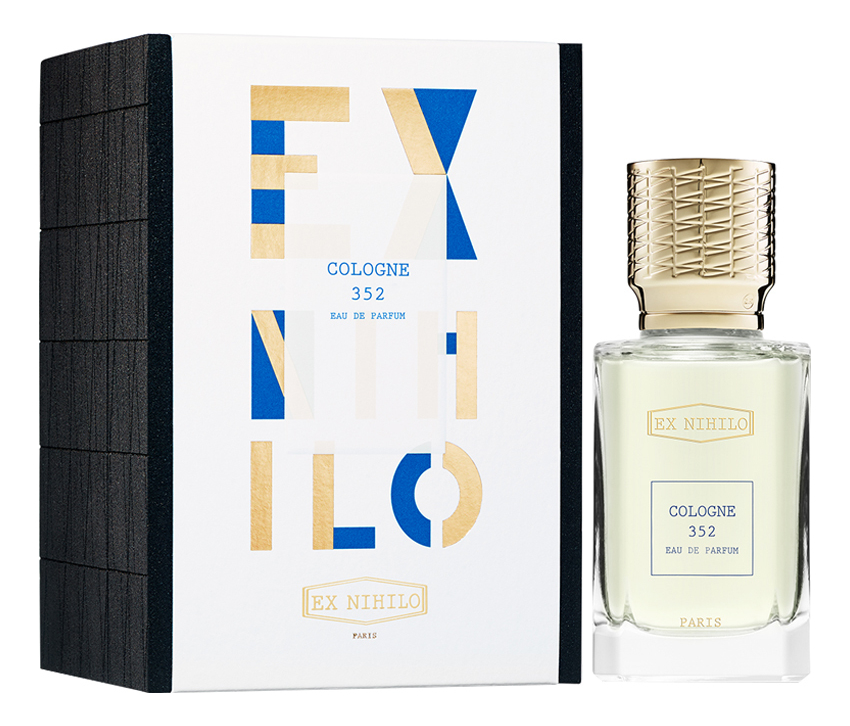 EX
NIHILO
COLOGNE
352
EAU DE PARFUM
EX NIHILO
PARIS
EX NIHILO
COLOGNE
352
EAU DE PARFUM
PARIS